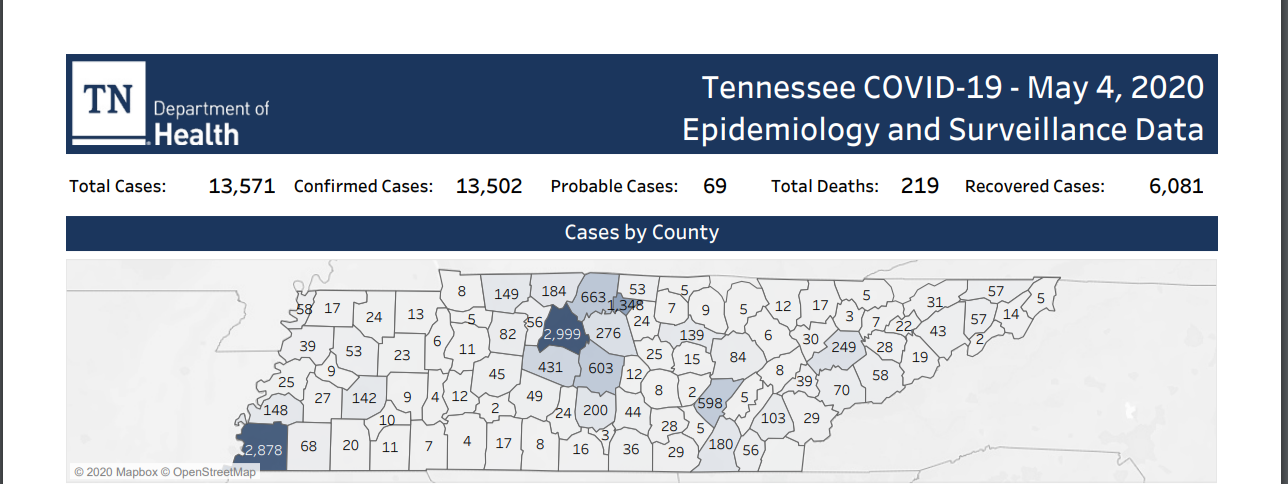 TN
Department of
Health
Tennessee COVID-19 - May 4, 2020
Epidemiology and Surveillance Data
Total Cases: 13,571 Confirmed Cases: 13,502 Probable Cases: 69 Total Deaths: 219 Recovered Cases: 6,081
Cases by County
8 149 184 663 53 5 5 31 57 5
58 17 24 13 5 56 1,348 24 7 9 5 12 17 3 7 22 43 57 14 2
39 53 23 6 11 82 2,999 276 139 6 30 249 28 19
9 45 431 603 12 25 15 84 8 39 70 58
25 27 142 9 4 12 2 49 24 200 44 8 2 598 5 103 29
148 10 28 5
2,878 68 20 11 7 4 17 8 16 3 36 29 180 56
© 2020 Mapbox © OpenStreetMap